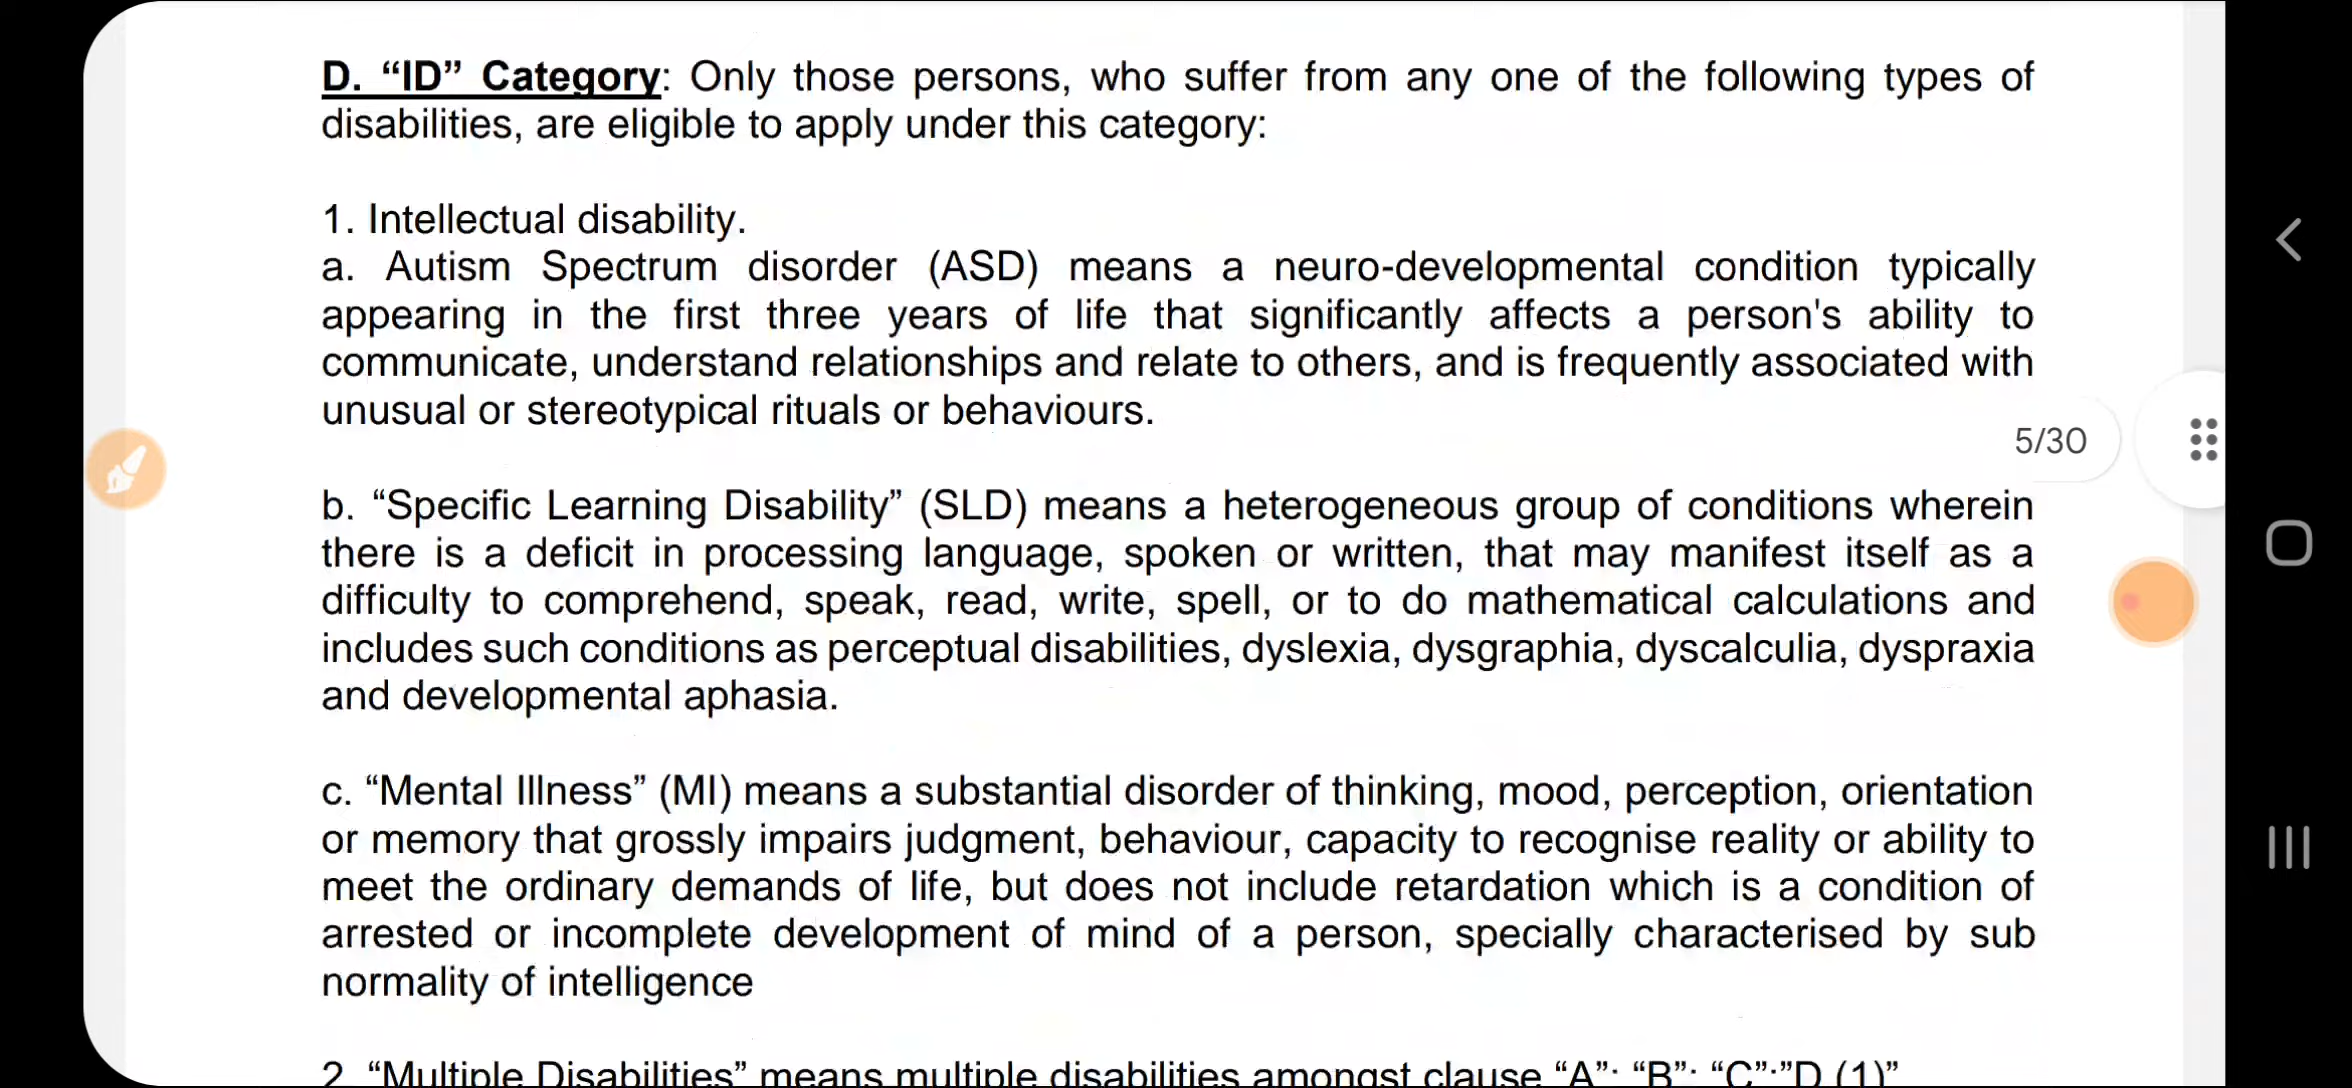 D. “ID” Category: Only those persons, who suffer from any one of the following types of
disabilities, are eligible to apply under this category:
1. Intellectual disability.
a. Autism Spectrum disorder (ASD) means a neuro-developmental condition typically
appearing in the first three years of life that significantly affects a person's ability to
communicate, understand relationships and relate to others, and is frequently associated with
unusual or stereotypical rituals or behaviours.
5/30
b. “Specific Learning Disability” (SLD) means a heterogeneous group of conditions wherein
there is a deficit in processing language, spoken or written, that may manifest itself as a
difficulty to comprehend, speak, read, write, spell, or to do mathematical calculations and
includes such conditions as perceptual disabilities, dyslexia, dysgraphia, dyscalculia, dyspraxia
and developmental aphasia.
c. “Mental Illness” (MI) means a substantial disorder of thinking, mood, perception, orientation
or memory that grossly impairs judgment, behaviour, capacity to recognise reality or ability to
meet the ordinary demands of life, but does not include retardation which is a condition of
arrested or incomplete development of mind of a person, specially characterised by sub
normality of intelligence
2. “Multiple Disabilities” means multiple disabilities amongst clause “A”; “B”; “C”;”D (1)”